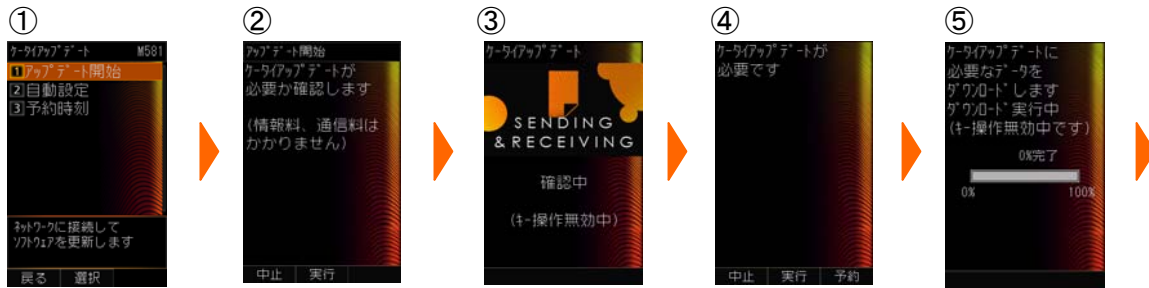 ①
ｹｰﾀｲｱｯﾌﾟﾃﾞｰﾄ M581
1アップデート開始
2自動設定
3予約時刻
ﾈｯﾄﾜｰｸに接続して
ｿﾌﾄｳｪｱを更新します
戻る 選択
②
ｱｯﾌﾟﾃﾞｰﾄ開始
ｹｰﾀｲｱｯﾌﾟﾃﾞｰﾄが
必要か確認します
(情報料、通信料は
かかりません)
中止 実行
③
ｹｰﾀｲｱｯﾌﾟﾃﾞｰﾄ
SENDING
& RECEIVING
確認中
(ｷｰ操作無効中)
④
ｹｰﾀｲｱｯﾌﾟﾃﾞｰﾄが
必要です
中止 実行 予約
⑤
ｹｰﾀｲｱｯﾌﾟﾃﾞｰﾄに
必要なﾃﾞｰﾀを
ﾀﾞｳﾝﾛｰﾄﾞします
ﾀﾞｳﾝﾛｰﾄﾞ実行中
(ｷｰ操作無効中です)
0%完了
0% 100%